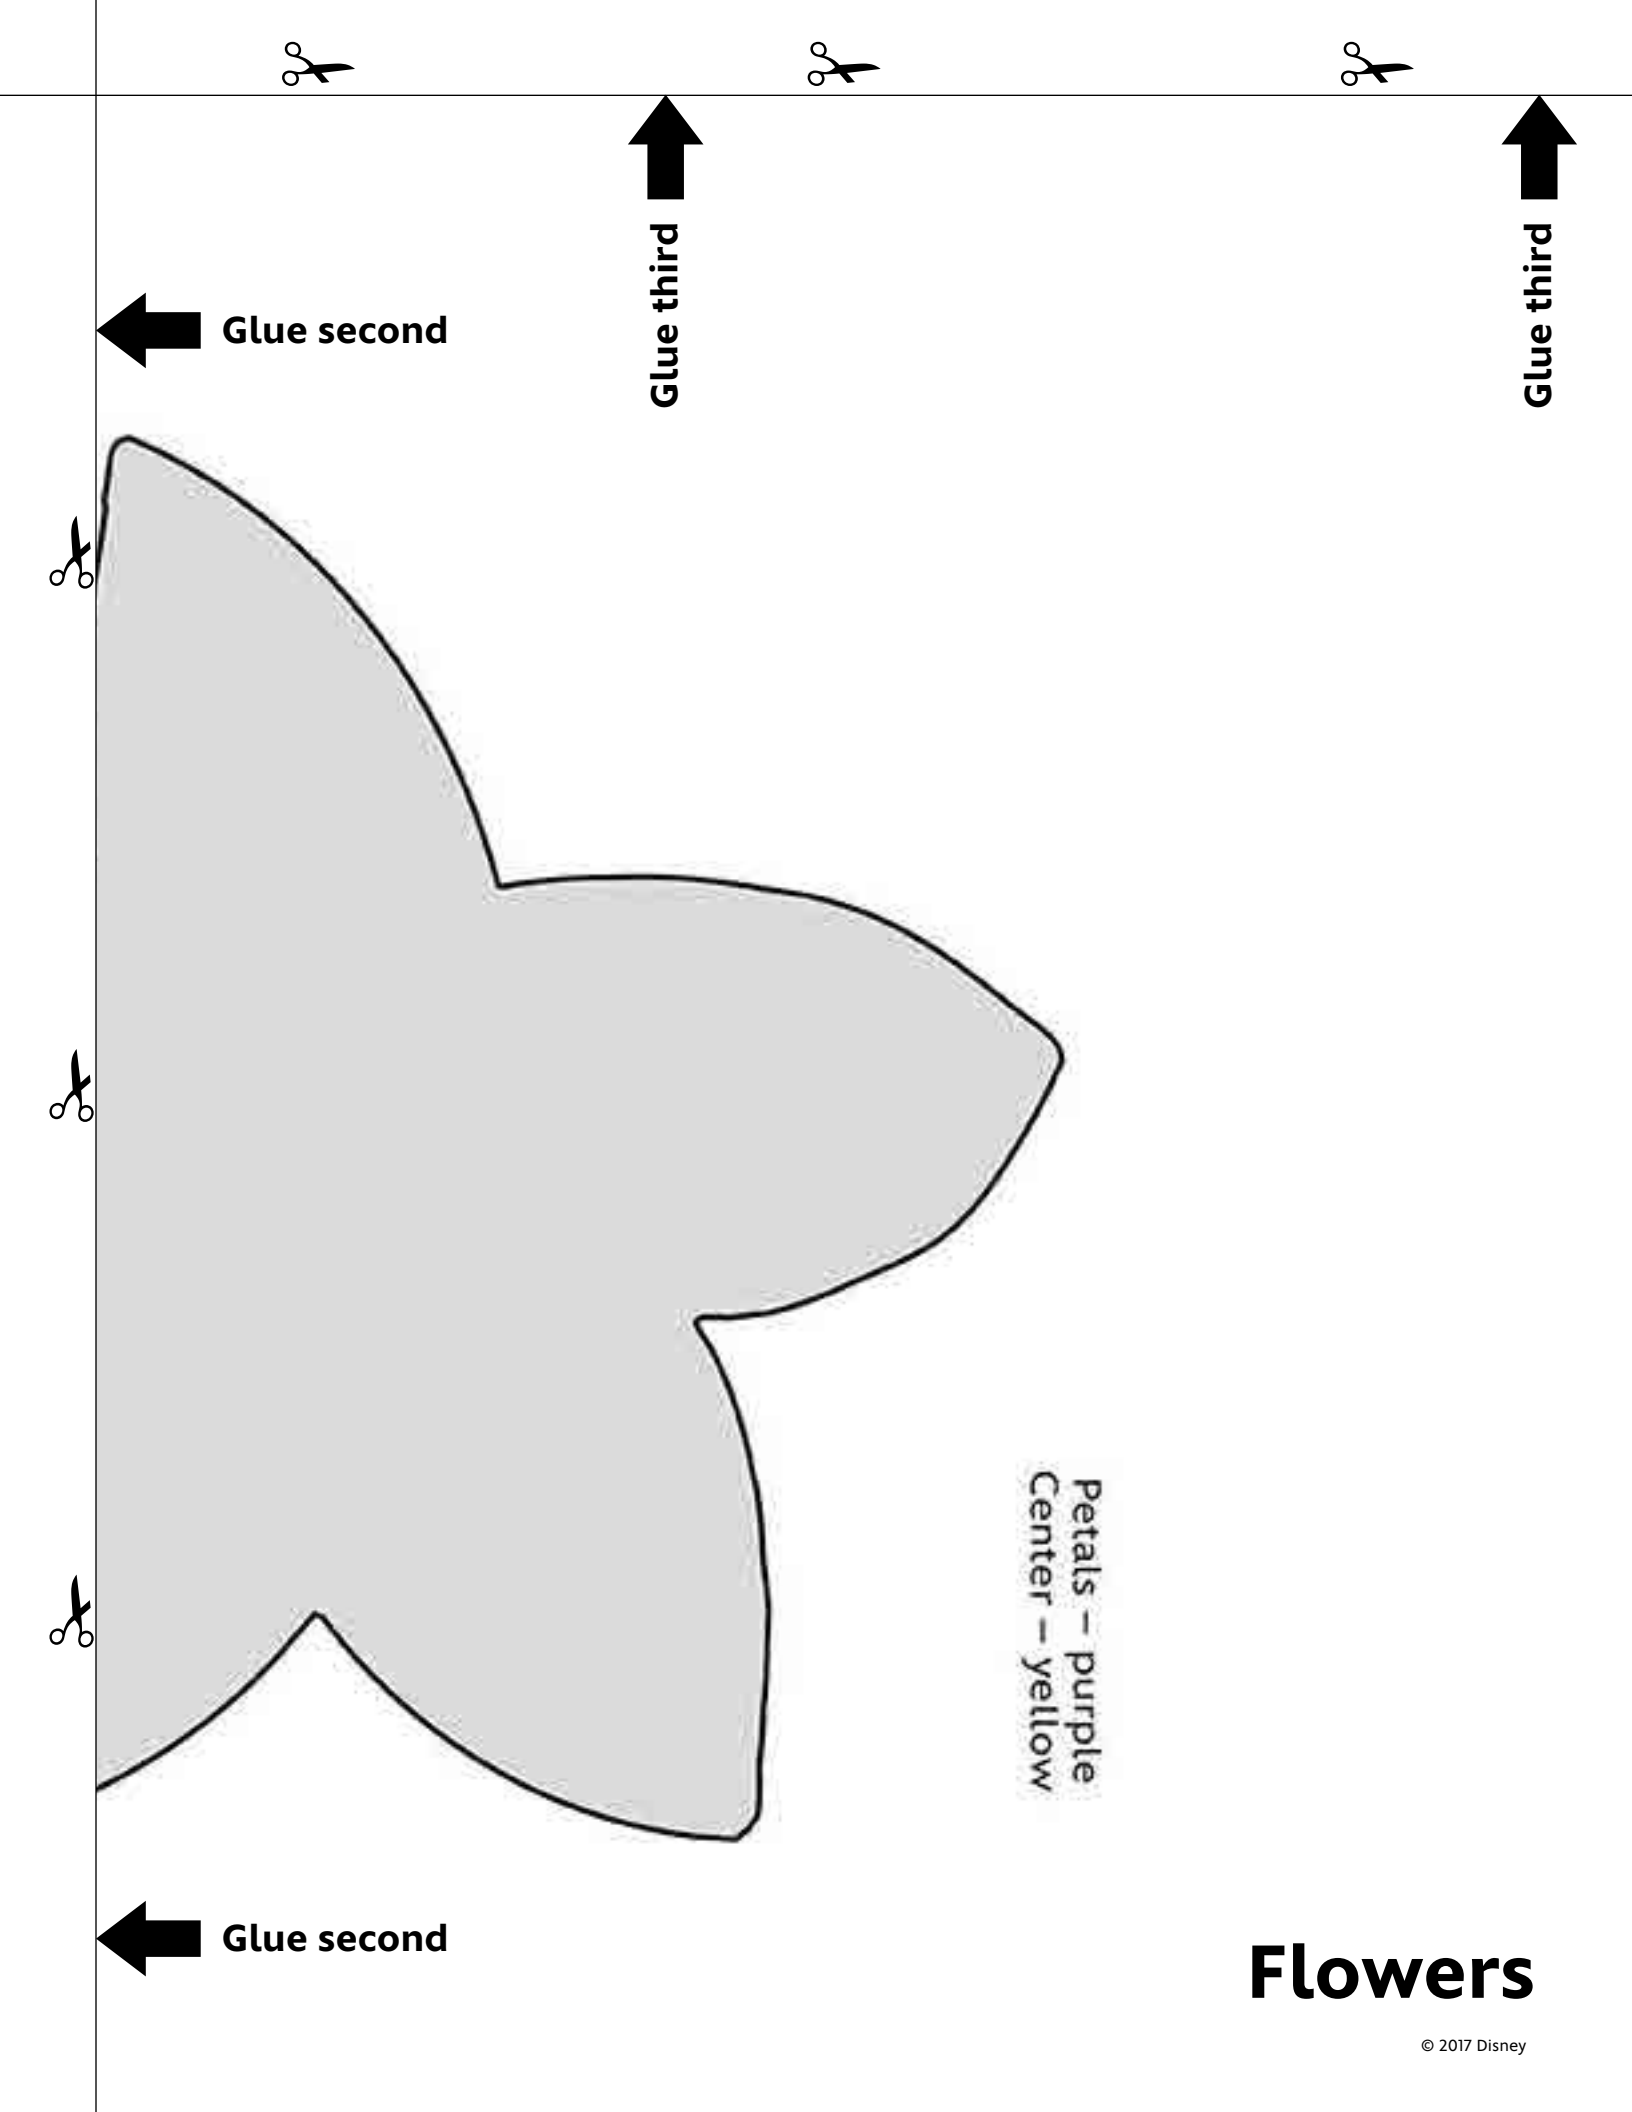 Glue third
Glue third
Glue second
Petals – purple
Center – yellow
Glue second
Flowers
© 2017 Disney